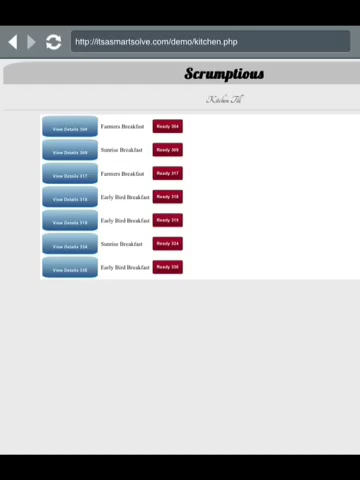 http://itsasmartsolve.com/demo/kitchen.php
Scrumptious
Kitchen Till
View Details 304 Farmers Breakfast Ready 304
View Details 309 Sunrise Breakfast Ready 309
View Details 317 Farmers Breakfast Ready 317
View Details 318 Early Bird Breakfast Ready 318
View Details 319 Early Bird Breakfast Ready 319
View Details 324 Sunrise Breakfast Ready 324
View Details 336 Early Bird Breakfast Ready 336